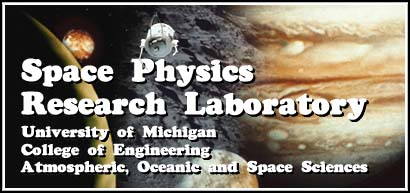 Space Physics
Research Laboratory
University of Michigan
College of Engineering
Atmospheric, Oceanic and Space Sciences